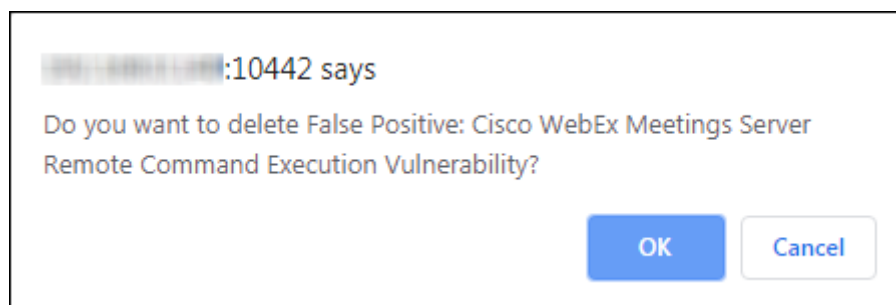 :10442 says
Do you want to delete False Positive: Cisco WebEx Meetings Server
Remote Command Execution Vulnerability?
OK Cancel